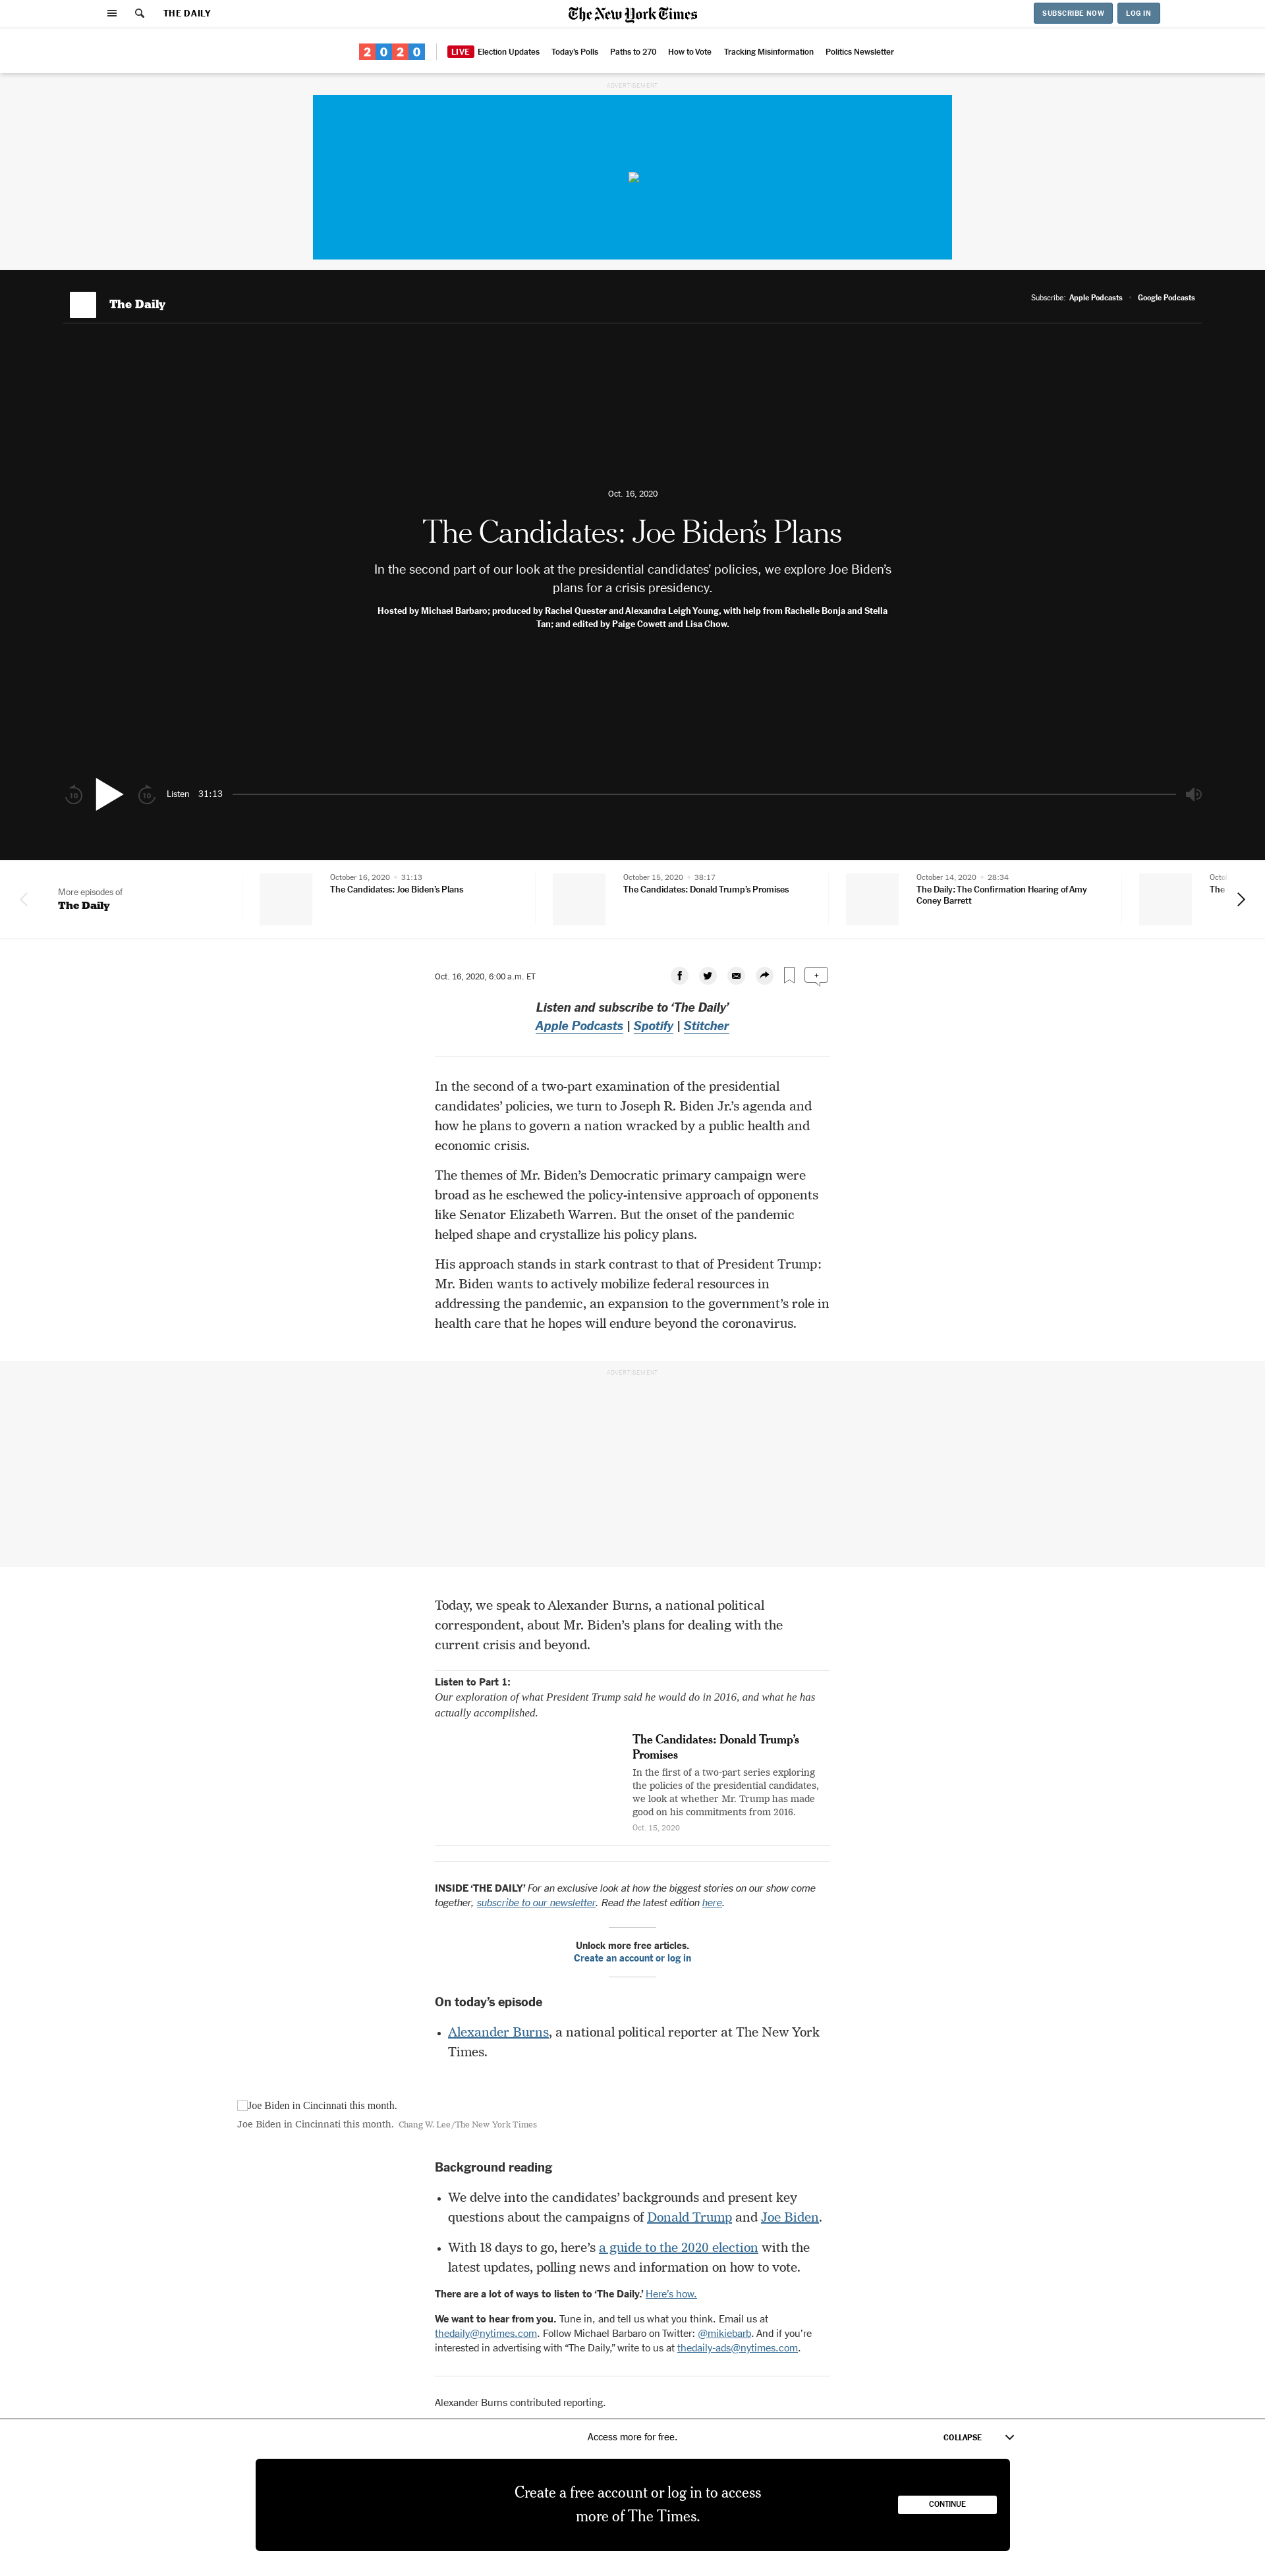 THE DAILY
The New York Times
SUBSCRIBE NOW
LOG IN
2020
LIVE Election Updates
Today's Polls
Paths to 270
How to Vote
Tracking Misinformation
Politics Newsletter
ADVERTISEMENT
The Daily
Subscribe: Apple Podcasts • Google Podcasts
Oct. 16, 2020
The Candidates: Joe Biden’s Plans
In the second part of our look at the presidential candidates’ policies, we explore Joe Biden’s
plans for a crisis presidency.
Hosted by Michael Barbaro; produced by Rachel Quester and Alexandra Leigh Young, with help from Rachelle Bonja and Stella
Tan; and edited by Paige Cowett and Lisa Chow.
10
10
Listen 31:13
More episodes of
The Daily
October 16, 2020 • 31:13
The Candidates: Joe Biden’s Plans
October 15, 2020 • 38:17
The Candidates: Donald Trump’s Promises
October 14, 2020 • 28:34
The Daily: The Confirmation Hearing of Amy
Coney Barrett
The
Oct. 16, 2020, 6:00 a.m. ET
+
Listen and subscribe to ‘The Daily’
Apple Podcasts | Spotify | Stitcher
In the second of a two-part examination of the presidential
candidates’ policies, we turn to Joseph R. Biden Jr.’s agenda and
how he plans to govern a nation wracked by a public health and
economic crisis.
The themes of Mr. Biden’s Democratic primary campaign were
broad as he eschewed the policy-intensive approach of opponents
like Senator Elizabeth Warren. But the onset of the pandemic
helped shape and crystallize his policy plans.
His approach stands in stark contrast to that of President Trump:
Mr. Biden wants to actively mobilize federal resources in
addressing the pandemic, an expansion to the government’s role in
health care that he hopes will endure beyond the coronavirus.
ADVERTISEMENT
Today, we speak to Alexander Burns, a national political
correspondent, about Mr. Biden’s plans for dealing with the
current crisis and beyond.
Listen to Part 1:
Our exploration of what President Trump said he would do in 2016, and what he has
actually accomplished.
The Candidates: Donald Trump’s
Promises
In the first of a two-part series exploring
the policies of the presidential candidates,
we look at whether Mr. Trump has made
good on his commitments from 2016.
Oct. 15, 2020
INSIDE ‘THE DAILY’ For an exclusive look at how the biggest stories on our show come
together, subscribe to our newsletter. Read the latest edition here.
Unlock more free articles.
Create an account or log in
On today’s episode
• Alexander Burns, a national political reporter at The New York
Times.
Joe Biden in Cincinnati this month.
Joe Biden in Cincinnati this month. Chang W. Lee/The New York Times
Background reading
• We delve into the candidates’ backgrounds and present key
questions about the campaigns of Donald Trump and Joe Biden.
• With 18 days to go, here’s a guide to the 2020 election with the
latest updates, polling news and information on how to vote.
There are a lot of ways to listen to ‘The Daily.’ Here’s how.
We want to hear from you. Tune in, and tell us what you think. Email us at
thedaily@nytimes.com. Follow Michael Barbaro on Twitter: @mikiebarb. And if you’re
interested in advertising with “The Daily,” write to us at thedaily-ads@nytimes.com.
Alexander Burns contributed reporting.
Access more for free.
COLLAPSE
Create a free account or log in to access
more of The Times.
CONTINUE